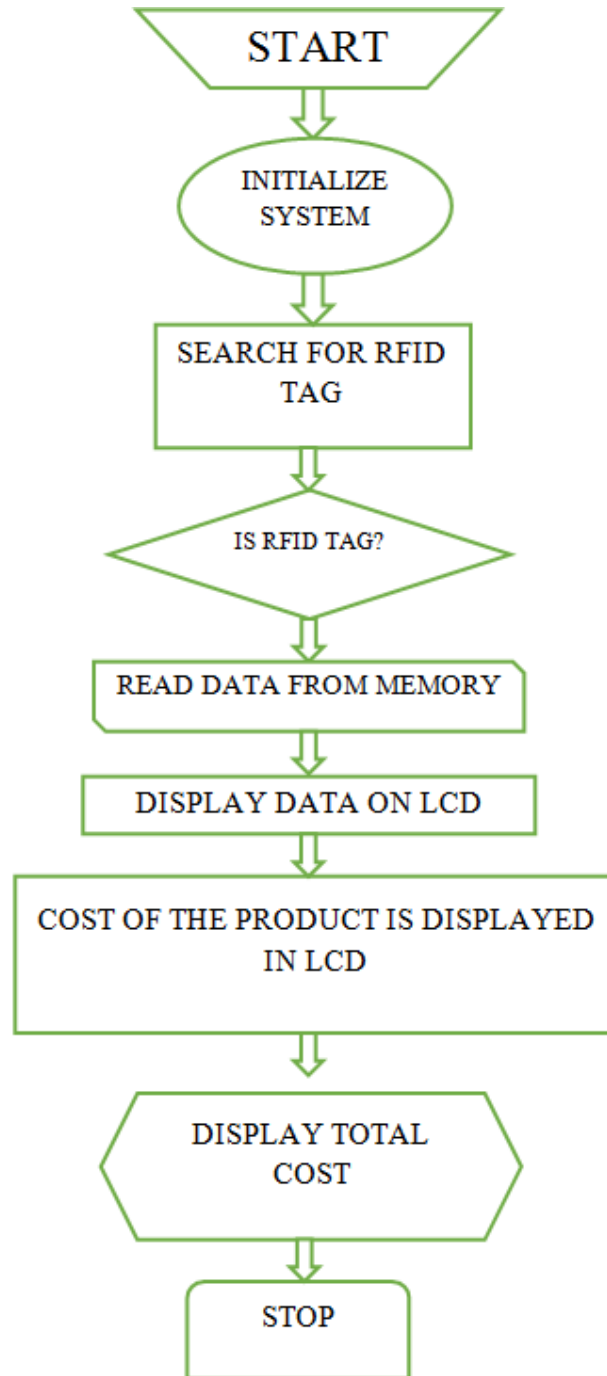 START
INITIALIZE
SYSTEM
SEARCH FOR RFID
TAG
IS RFID TAG?
READ DATA FROM MEMORY
DISPLAY DATA ON LCD
COST OF THE PRODUCT IS DISPLAYED
IN LCD
DISPLAY TOTAL
COST
STOP